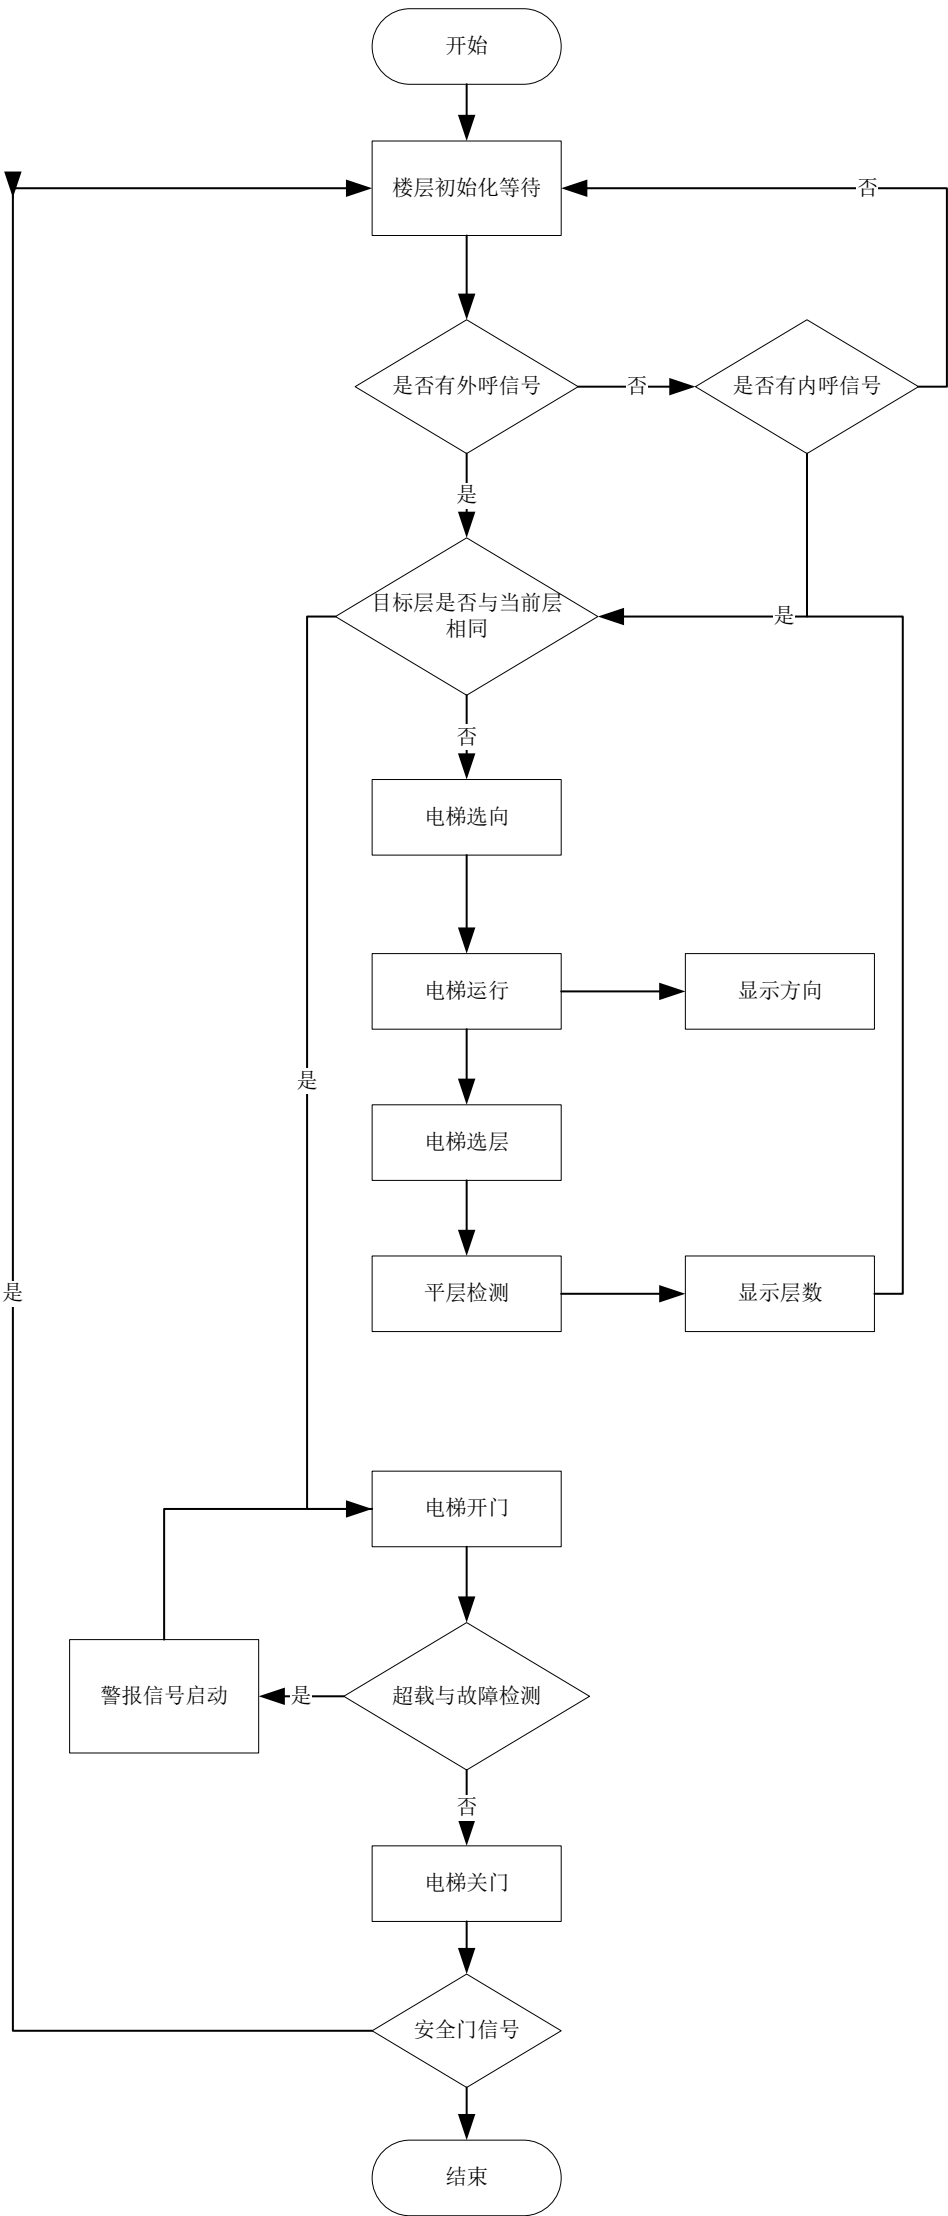 开始
楼层初始化等待
否
是否有外呼信号
否
是否有内呼信号
是
目标层是否与当前层
相同
是
否
电梯选向
电梯运行
显示方向
是
电梯选层
是
平层检测
显示层数
电梯开门
警报信号启动
是
超载与故障检测
否
电梯关门
安全门信号
结束